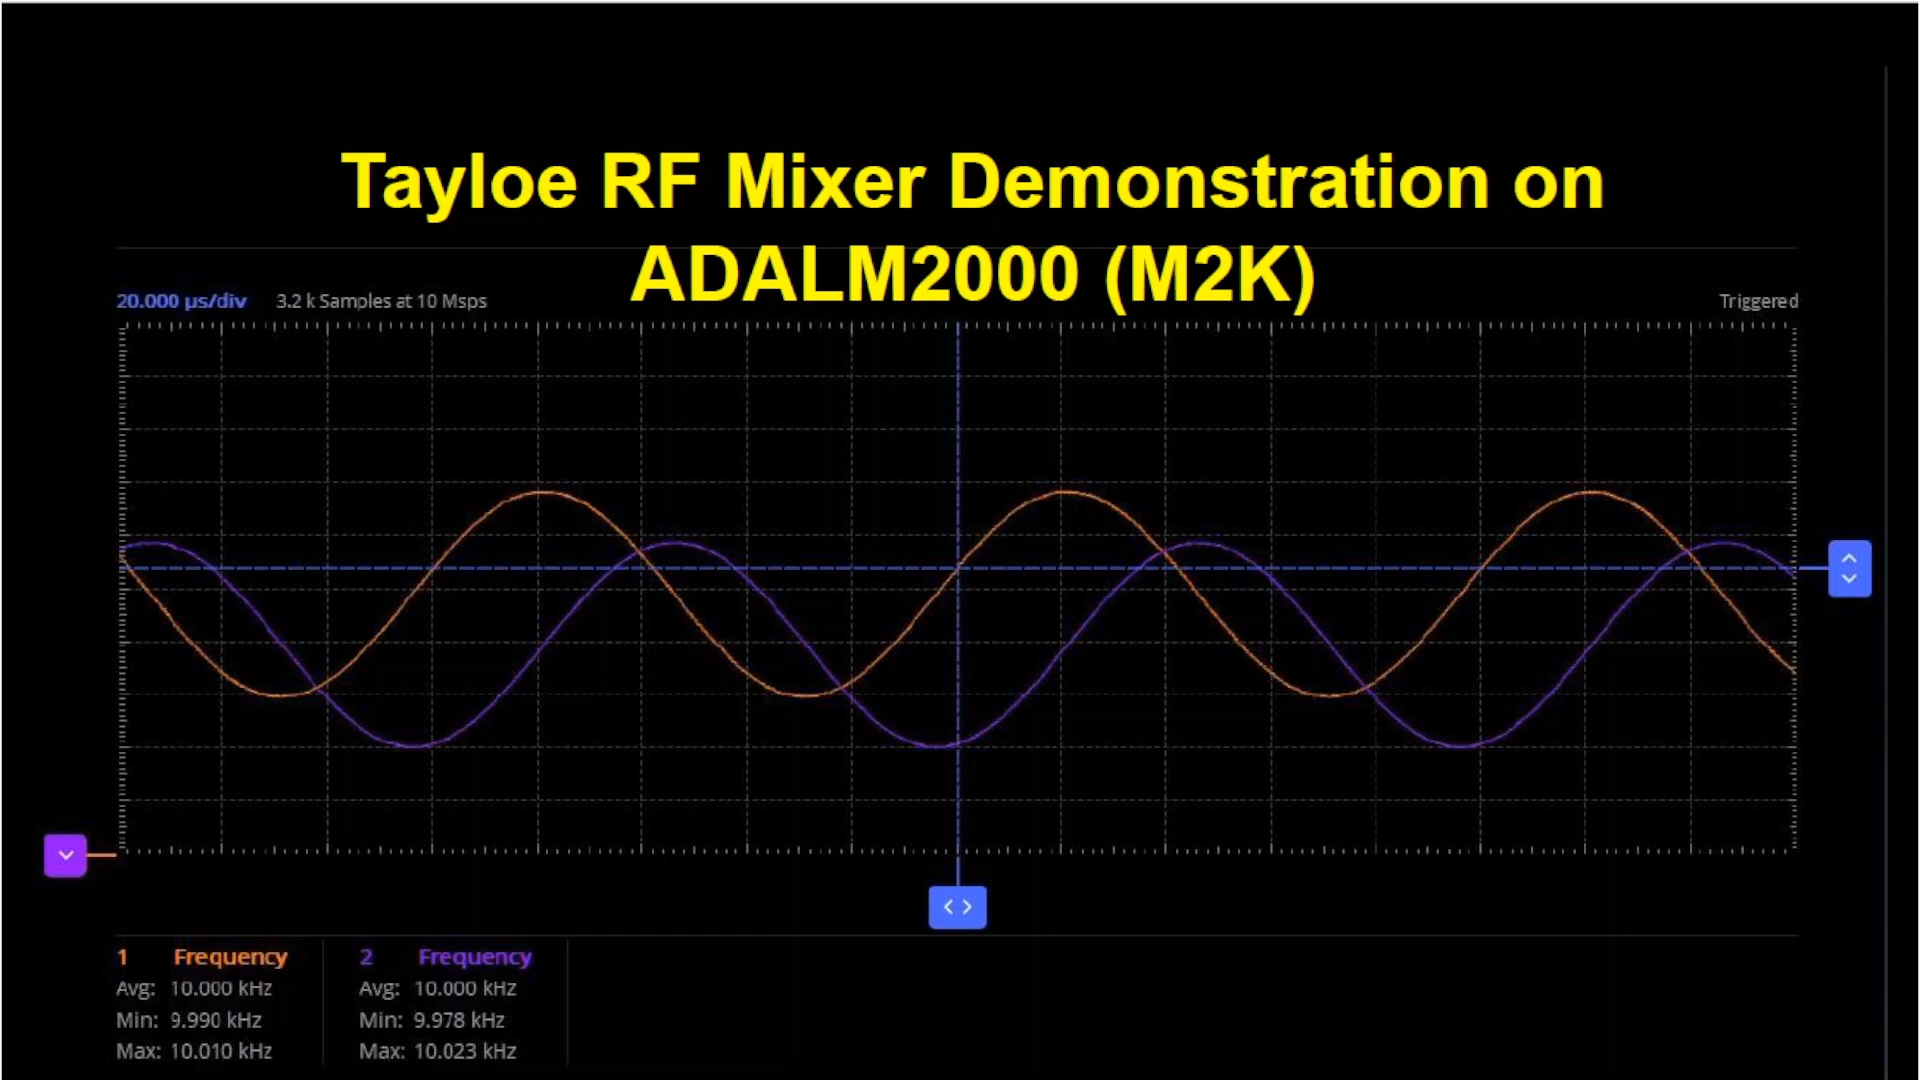 Tayloe RF Mixer Demonstration on
ADALM2000 (M2K)
20.000 µs/div 3.2 k Samples at 10 Msps Triggered
1 Frequency 2 Frequency
Avg: 10.000 kHz Avg: 10.000 kHz
Min: 9.990 kHz Min: 9.978 kHz
Max: 10.010 kHz Max: 10.023 kHz